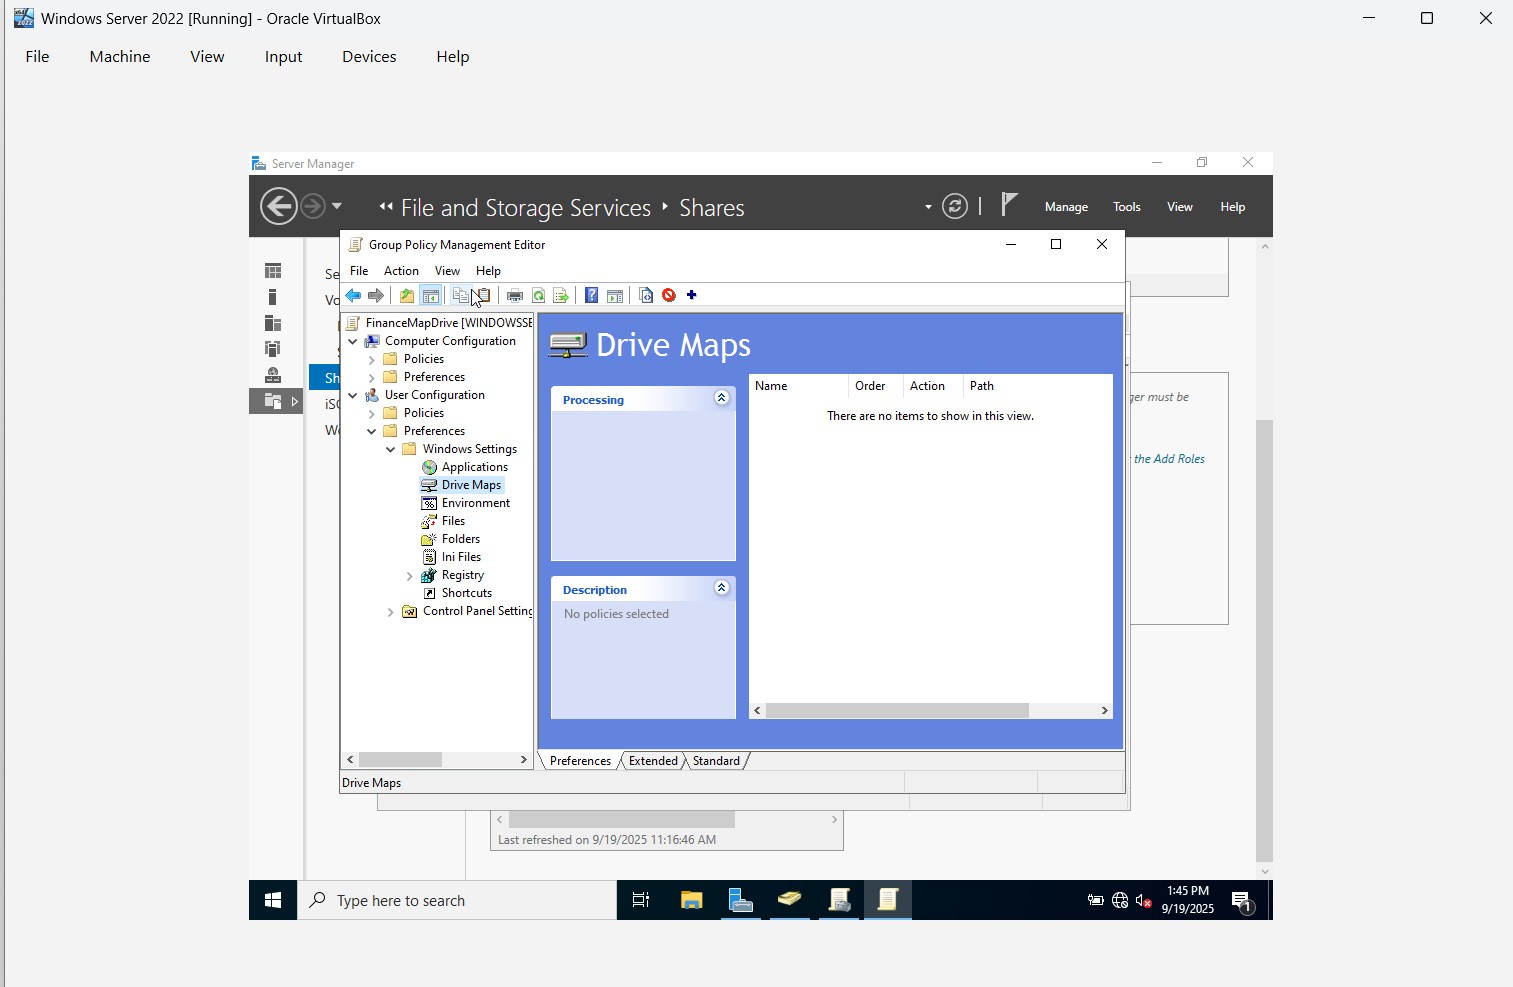 Windows Server 2022 [Running] - Oracle VirtualBox
File Machine View Input Devices Help
Server Manager
File and Storage Services Shares
Manage Tools View Help
Group Policy Management Editor
File Action View Help
FinanceMapDrive [WINDOWSSE
Computer Configuration
Policies
Preferences
User Configuration
Policies
Preferences
Windows Settings
Applications
Drive Maps
Environment
Files
Folders
Ini Files
Registry
Shortcuts
Control Panel Setting
Drive Maps
Processing
Description
No policies selected
Name Order Action Path
There are no items to show in this view.
Preferences Extended Standard
Drive Maps
Se
Vo
Sh
iSC
Wo
ger must be
the Add Roles
Last refreshed on 9/19/2025 11:16:46 AM
Type here to search
1:45 PM
9/19/2025
1